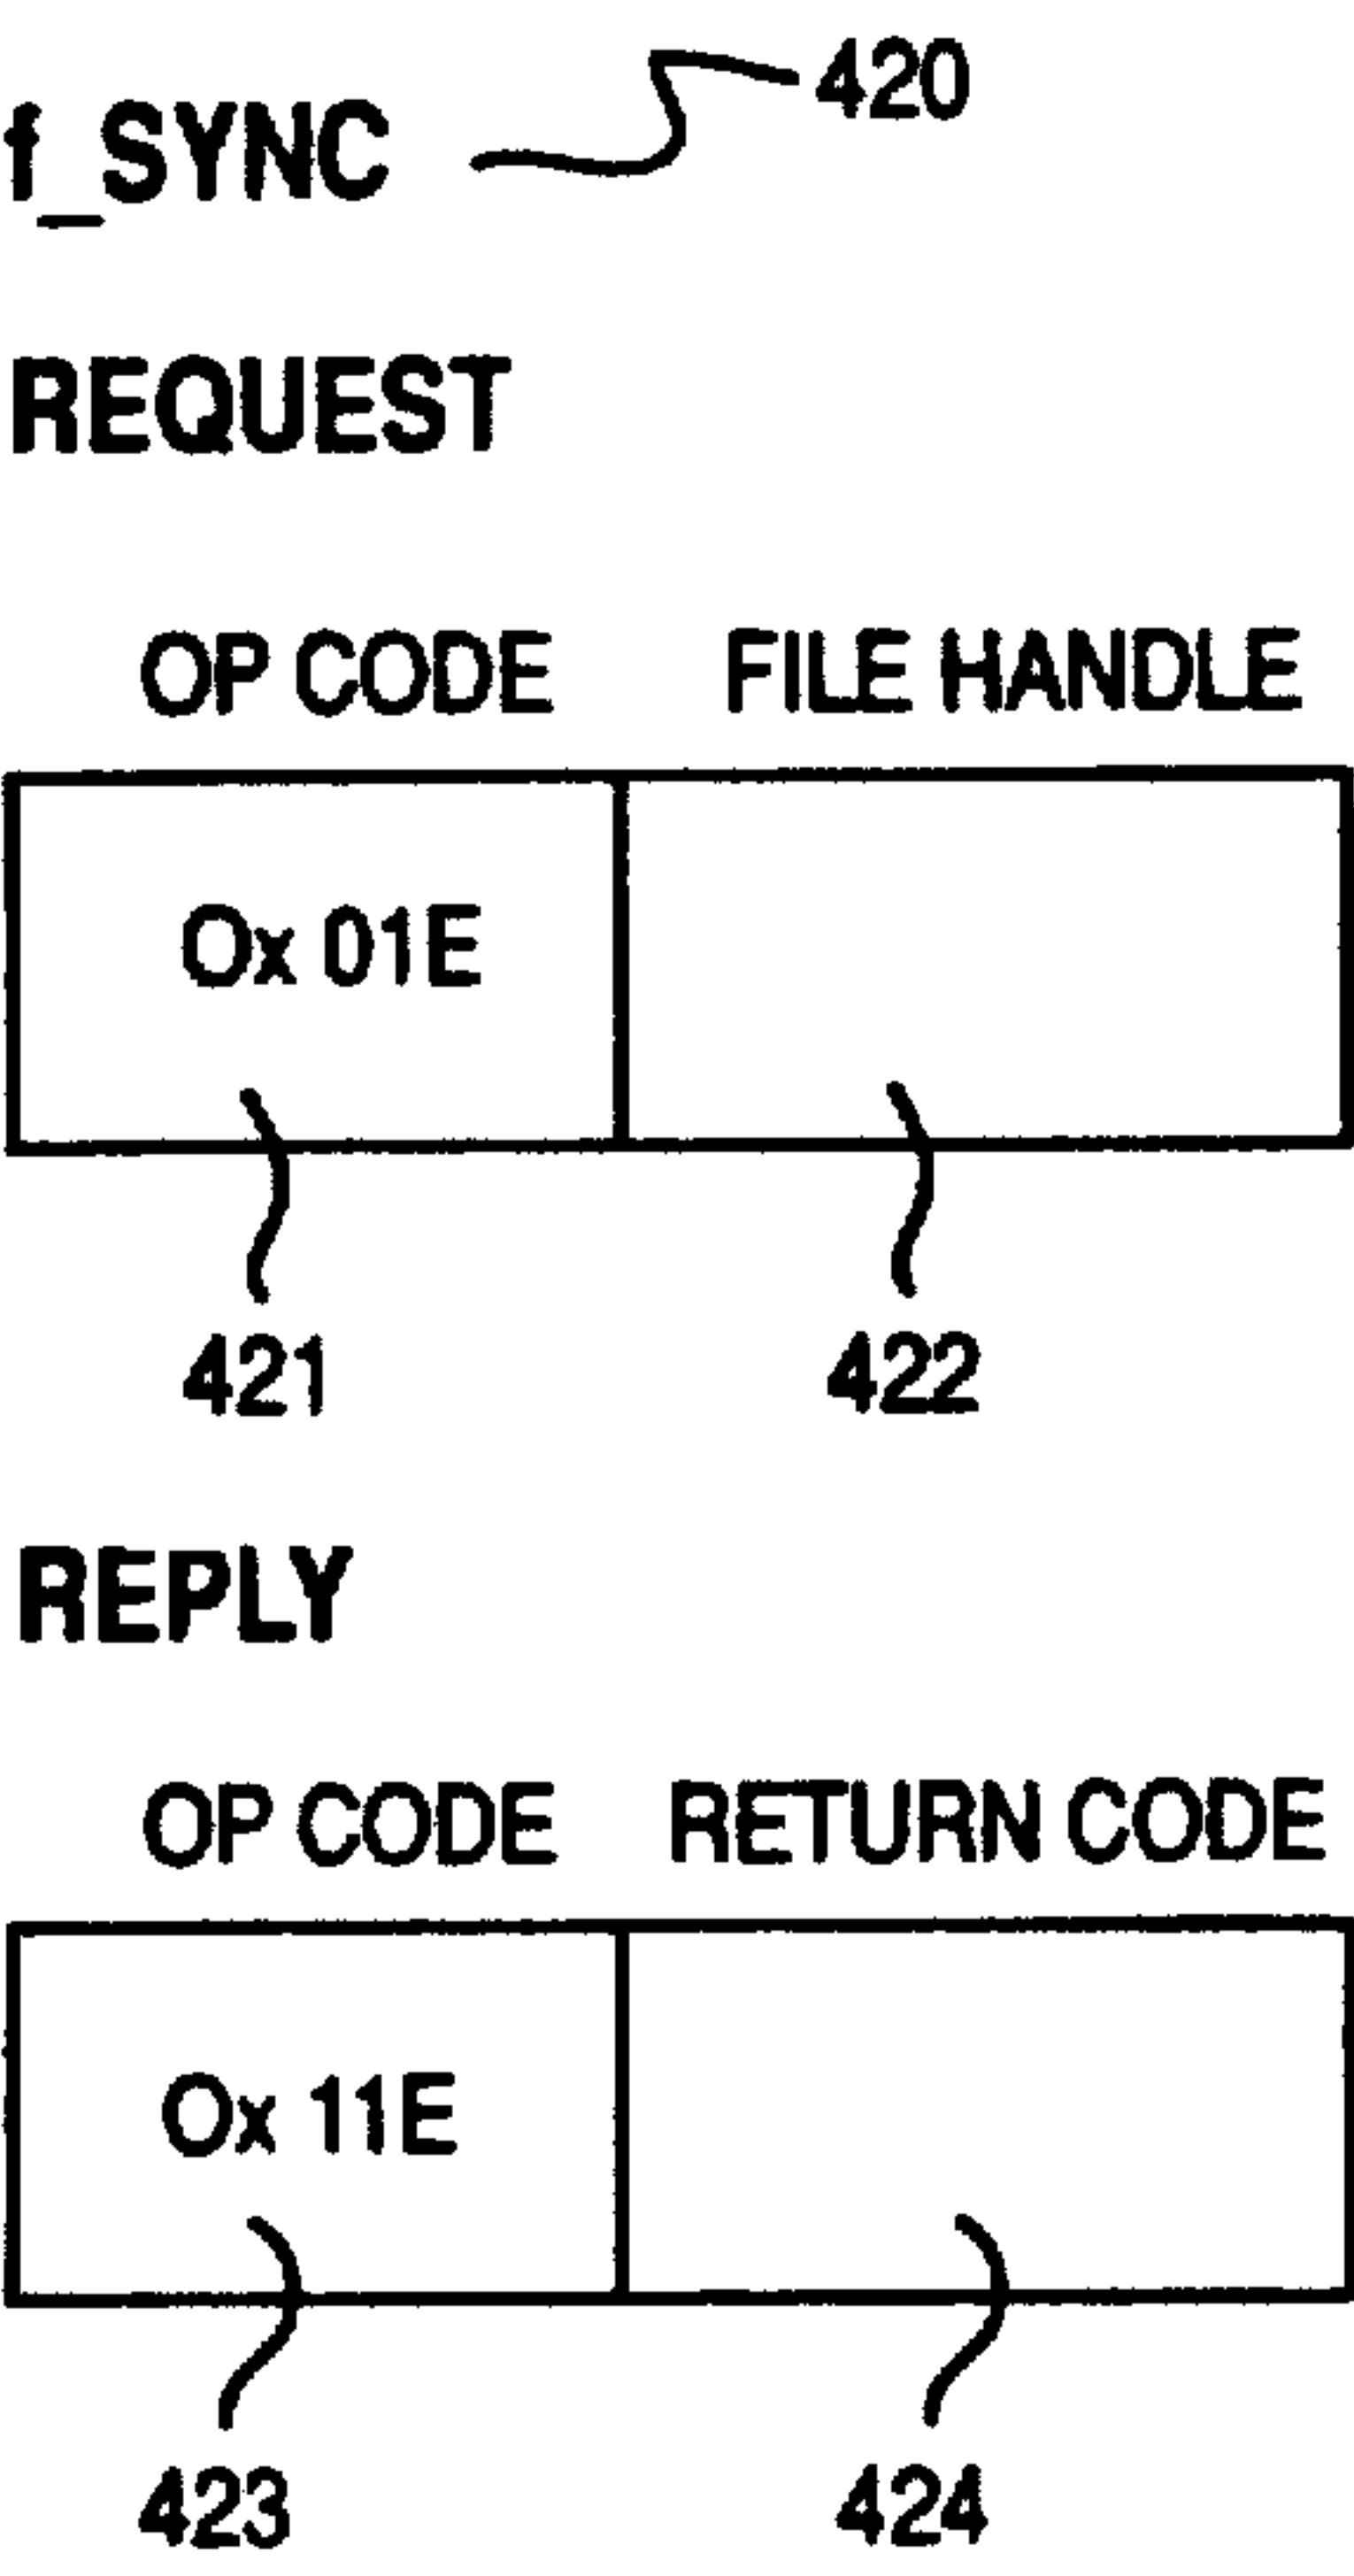 f_SYNC 420
REQUEST
OP CODE FILE HANDLE
Ox 01E
421 422
REPLY
OP CODE RETURN CODE
Ox 11E
423 424